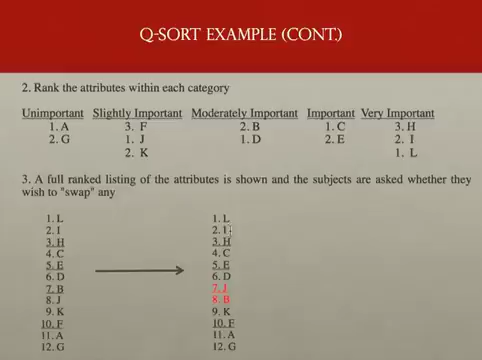 Q-SORT EXAMPLE (CONT.)
2. Rank the attributes within each category
Unimportant Slightly Important Moderately Important Important Very Important
1. A 3. F 2. B 1. C 3. H
2. G 1. J 1. D 2. E 2. I
2. K 1. L
3. A full ranked listing of the attributes is shown and the subjects are asked whether they
wish to "swap" any
1. L 1. L
2. I 2. I
3. H 3. H
4. C 4. C
5. E 5. E
6. D 6. D
7. B 7. J
8. J 8. B
9. K 9. K
10. F 10. F
11. A 11. A
12. G 12. G